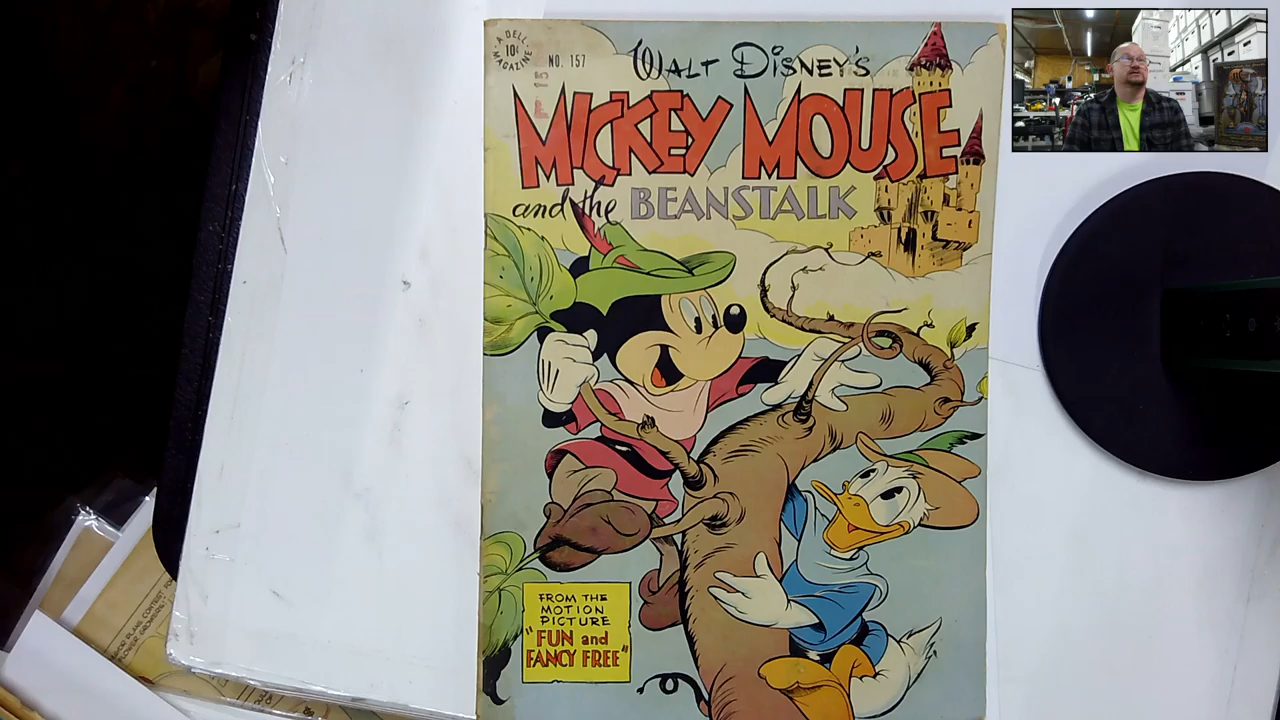 A DELL
10¢
MAGAZINE
NO. 157
WALT DISNEY'S
MICKEY MOUSE
and the BEANSTALK
FROM THE
MOTION
PICTURE
"FUN and
FANCY FREE"